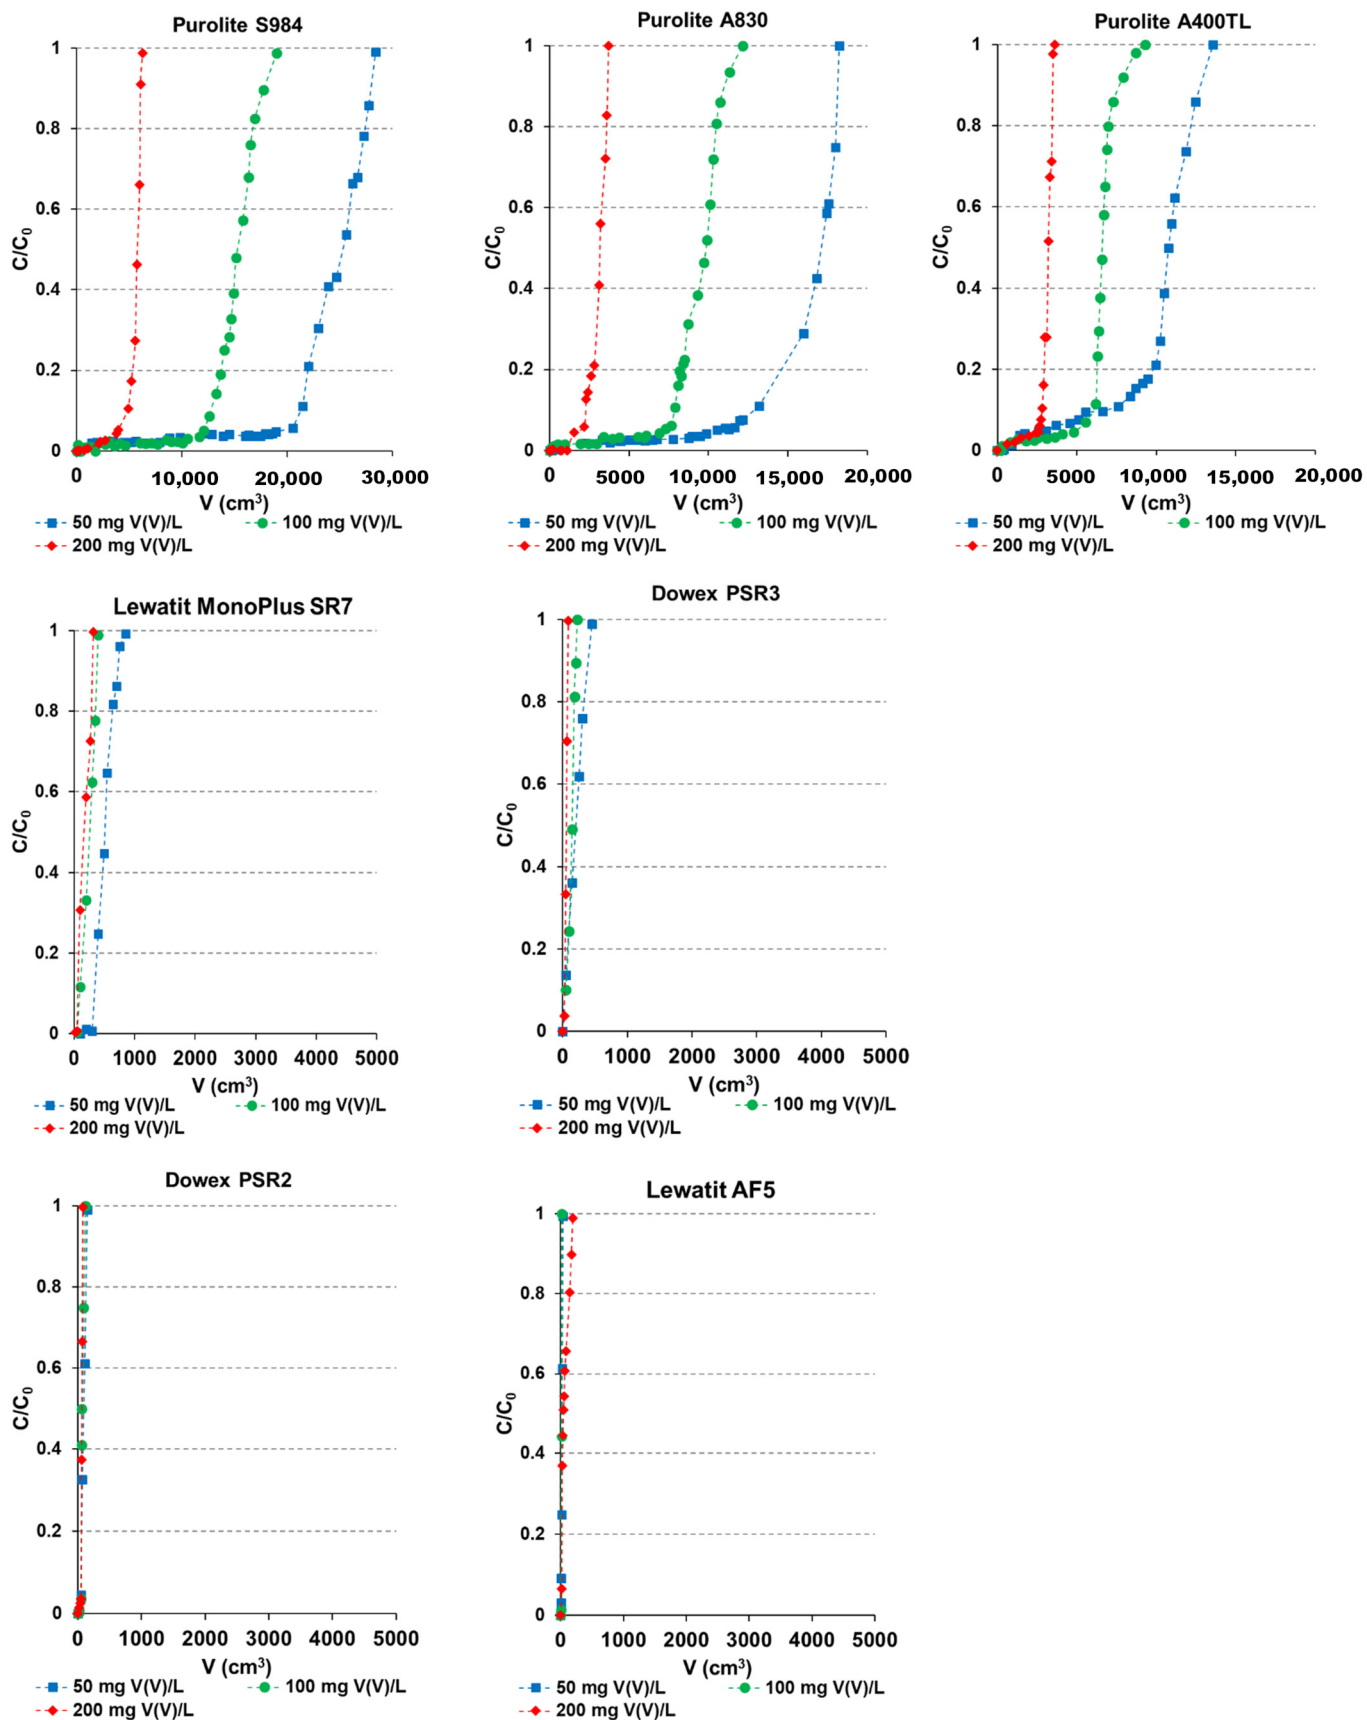 Purolite S984
1
0.8
0.6
0.4
0.2
0
C/C0
0 10,000 20,000 30,000
V (cm3)
50 mg V(V)/L 100 mg V(V)/L
200 mg V(V)/L
Purolite A830
1
0.8
0.6
0.4
0.2
0
C/C0
0 5000 10,000 15,000 20,000
V (cm3)
50 mg V(V)/L 100 mg V(V)/L
200 mg V(V)/L
Purolite A400TL
1
0.8
0.6
0.4
0.2
0
C/C0
0 5000 10,000 15,000 20,000
V (cm3)
50 mg V(V)/L 100 mg V(V)/L
200 mg V(V)/L
Lewatit MonoPlus SR7
1
0.8
0.6
0.4
0.2
0
C/C0
0 1000 2000 3000 4000 5000
V (cm3)
50 mg V(V)/L 100 mg V(V)/L
200 mg V(V)/L
Dowex PSR3
1
0.8
0.6
0.4
0.2
0
C/C0
0 1000 2000 3000 4000 5000
V (cm3)
50 mg V(V)/L 100 mg V(V)/L
200 mg V(V)/L
Dowex PSR2
1
0.8
0.6
0.4
0.2
0
C/C0
0 1000 2000 3000 4000 5000
V (cm3)
50 mg V(V)/L 100 mg V(V)/L
200 mg V(V)/L
Lewatit AF5
1
0.8
0.6
0.4
0.2
0
C/C0
0 1000 2000 3000 4000 5000
V (cm3)
50 mg V(V)/L 100 mg V(V)/L
200 mg V(V)/L